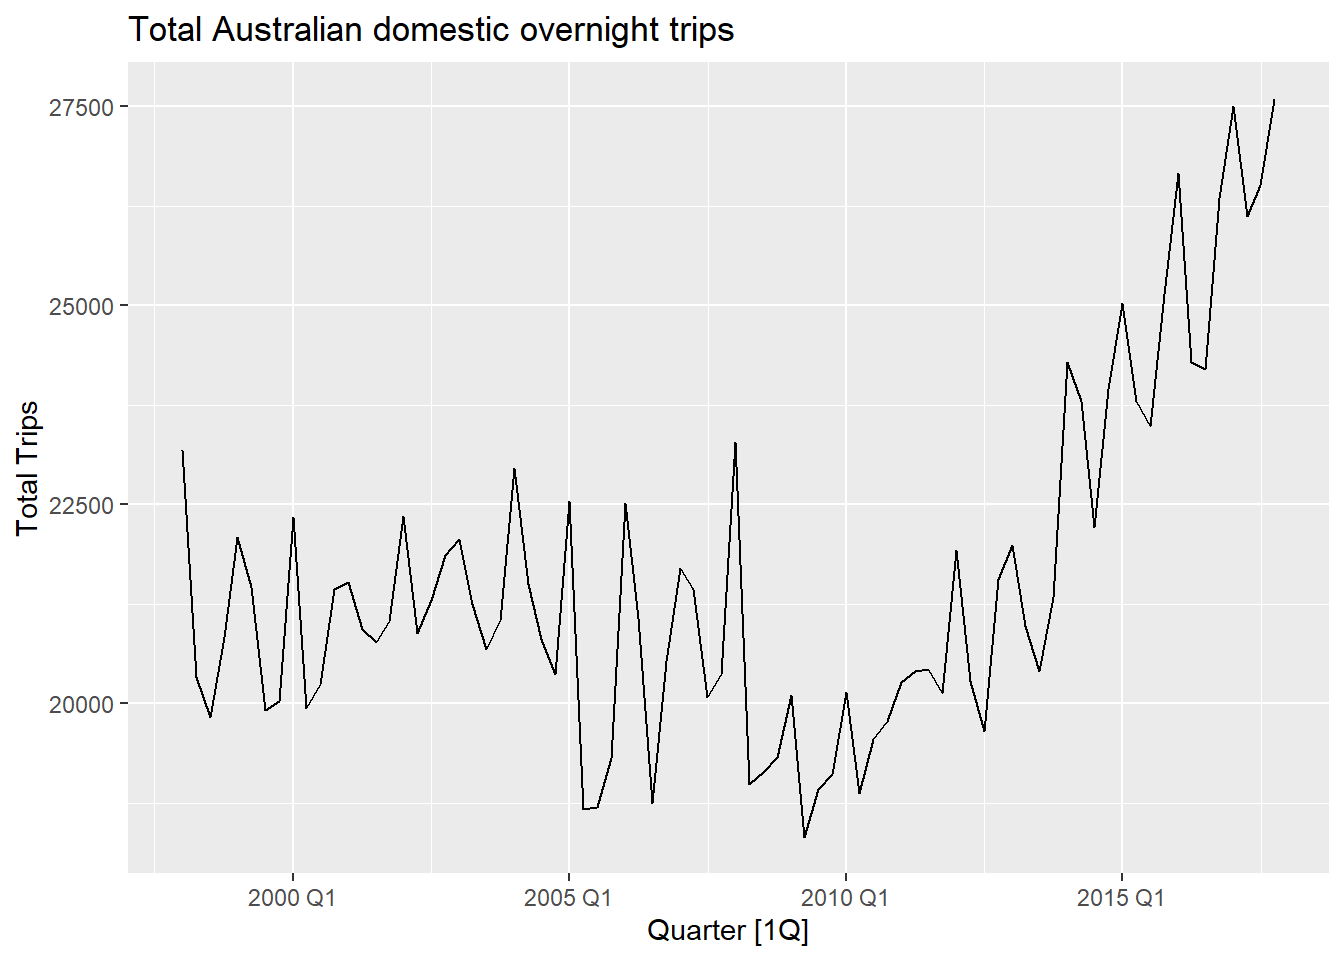 Total Australian domestic overnight trips
27500
25000
22500
20000
Total Trips
2000 Q1
2005 Q1
2010 Q1
2015 Q1
Quarter [1Q]